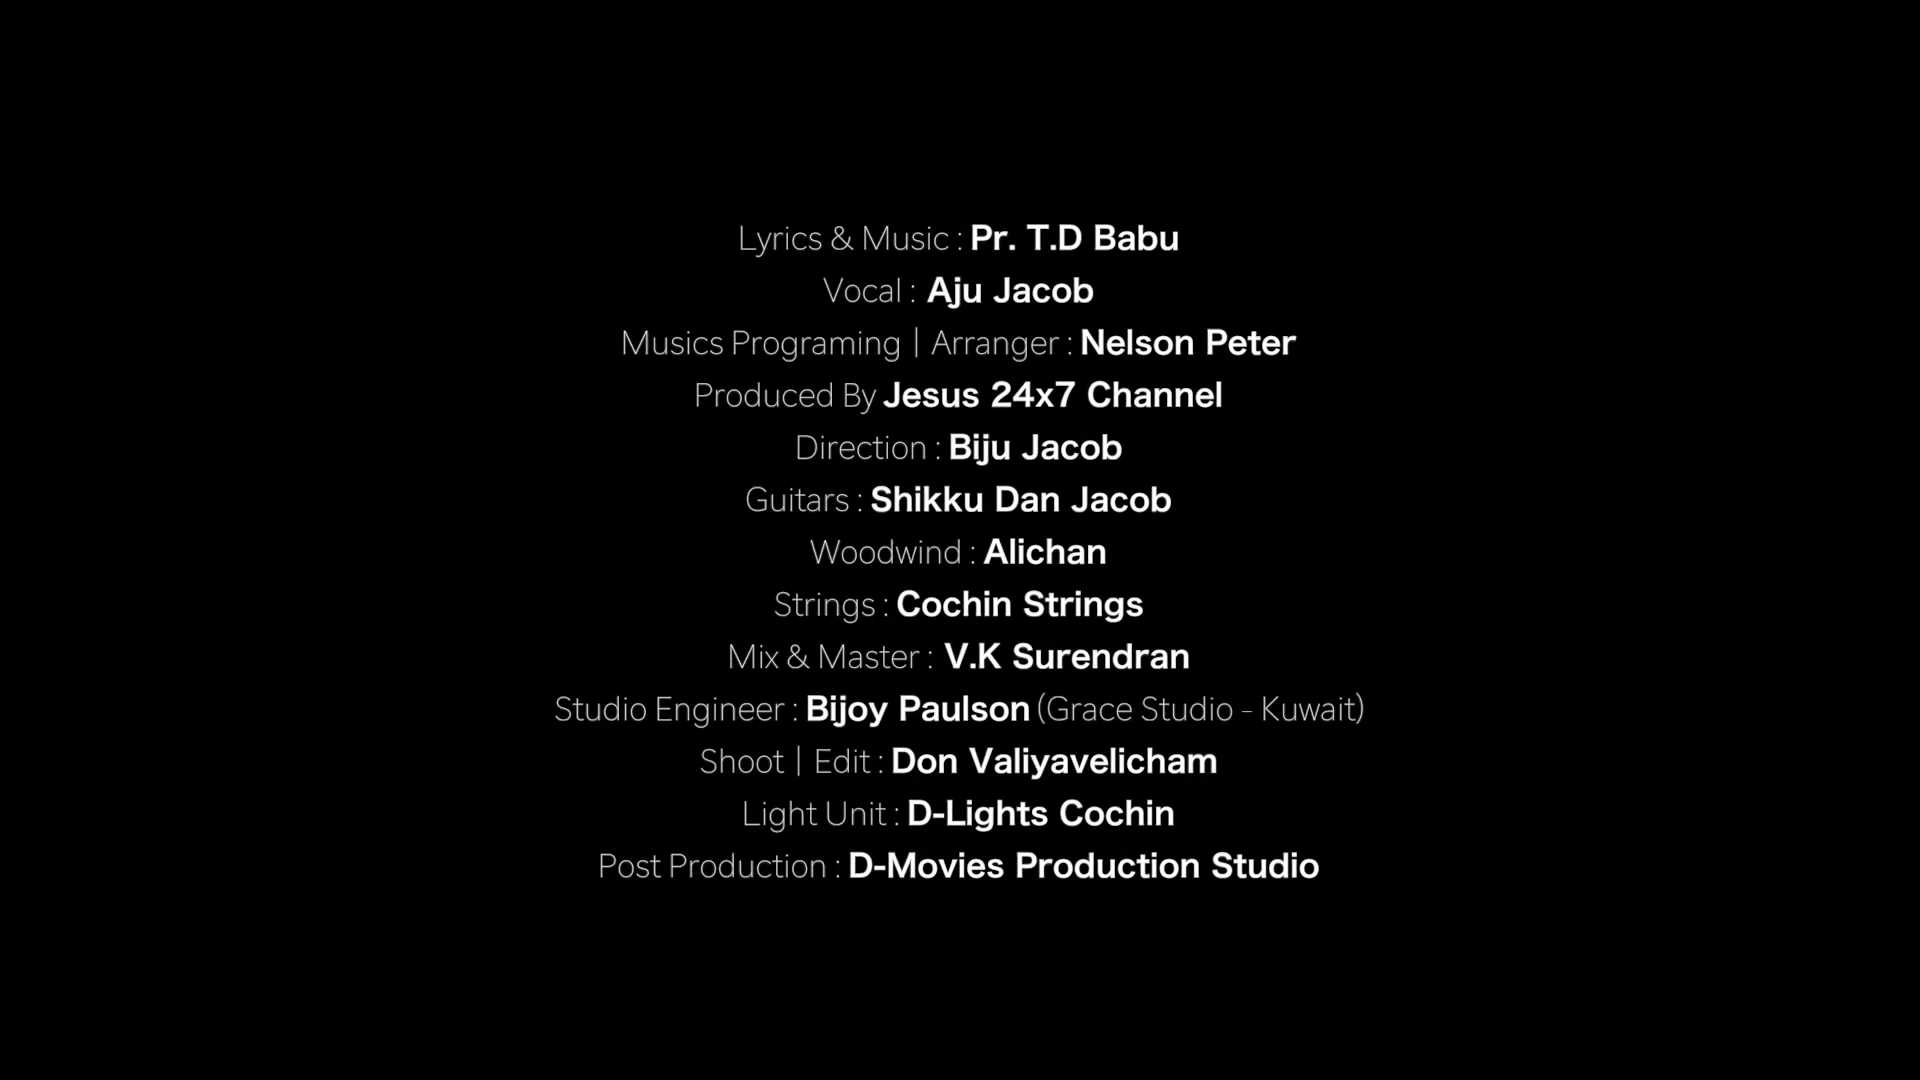 Lyrics & Music : Pr. T.D Babu
Vocal : Aju Jacob
Musics Programing | Arranger : Nelson Peter
Produced By Jesus 24x7 Channel
Direction : Biju Jacob
Guitars : Shikku Dan Jacob
Woodwind : Alichan
Strings : Cochin Strings
Mix & Master : V.K Surendran
Studio Engineer : Bijoy Paulson (Grace Studio - Kuwait)
Shoot | Edit : Don Valiyavelicham
Light Unit : D-Lights Cochin
Post Production : D-Movies Production Studio